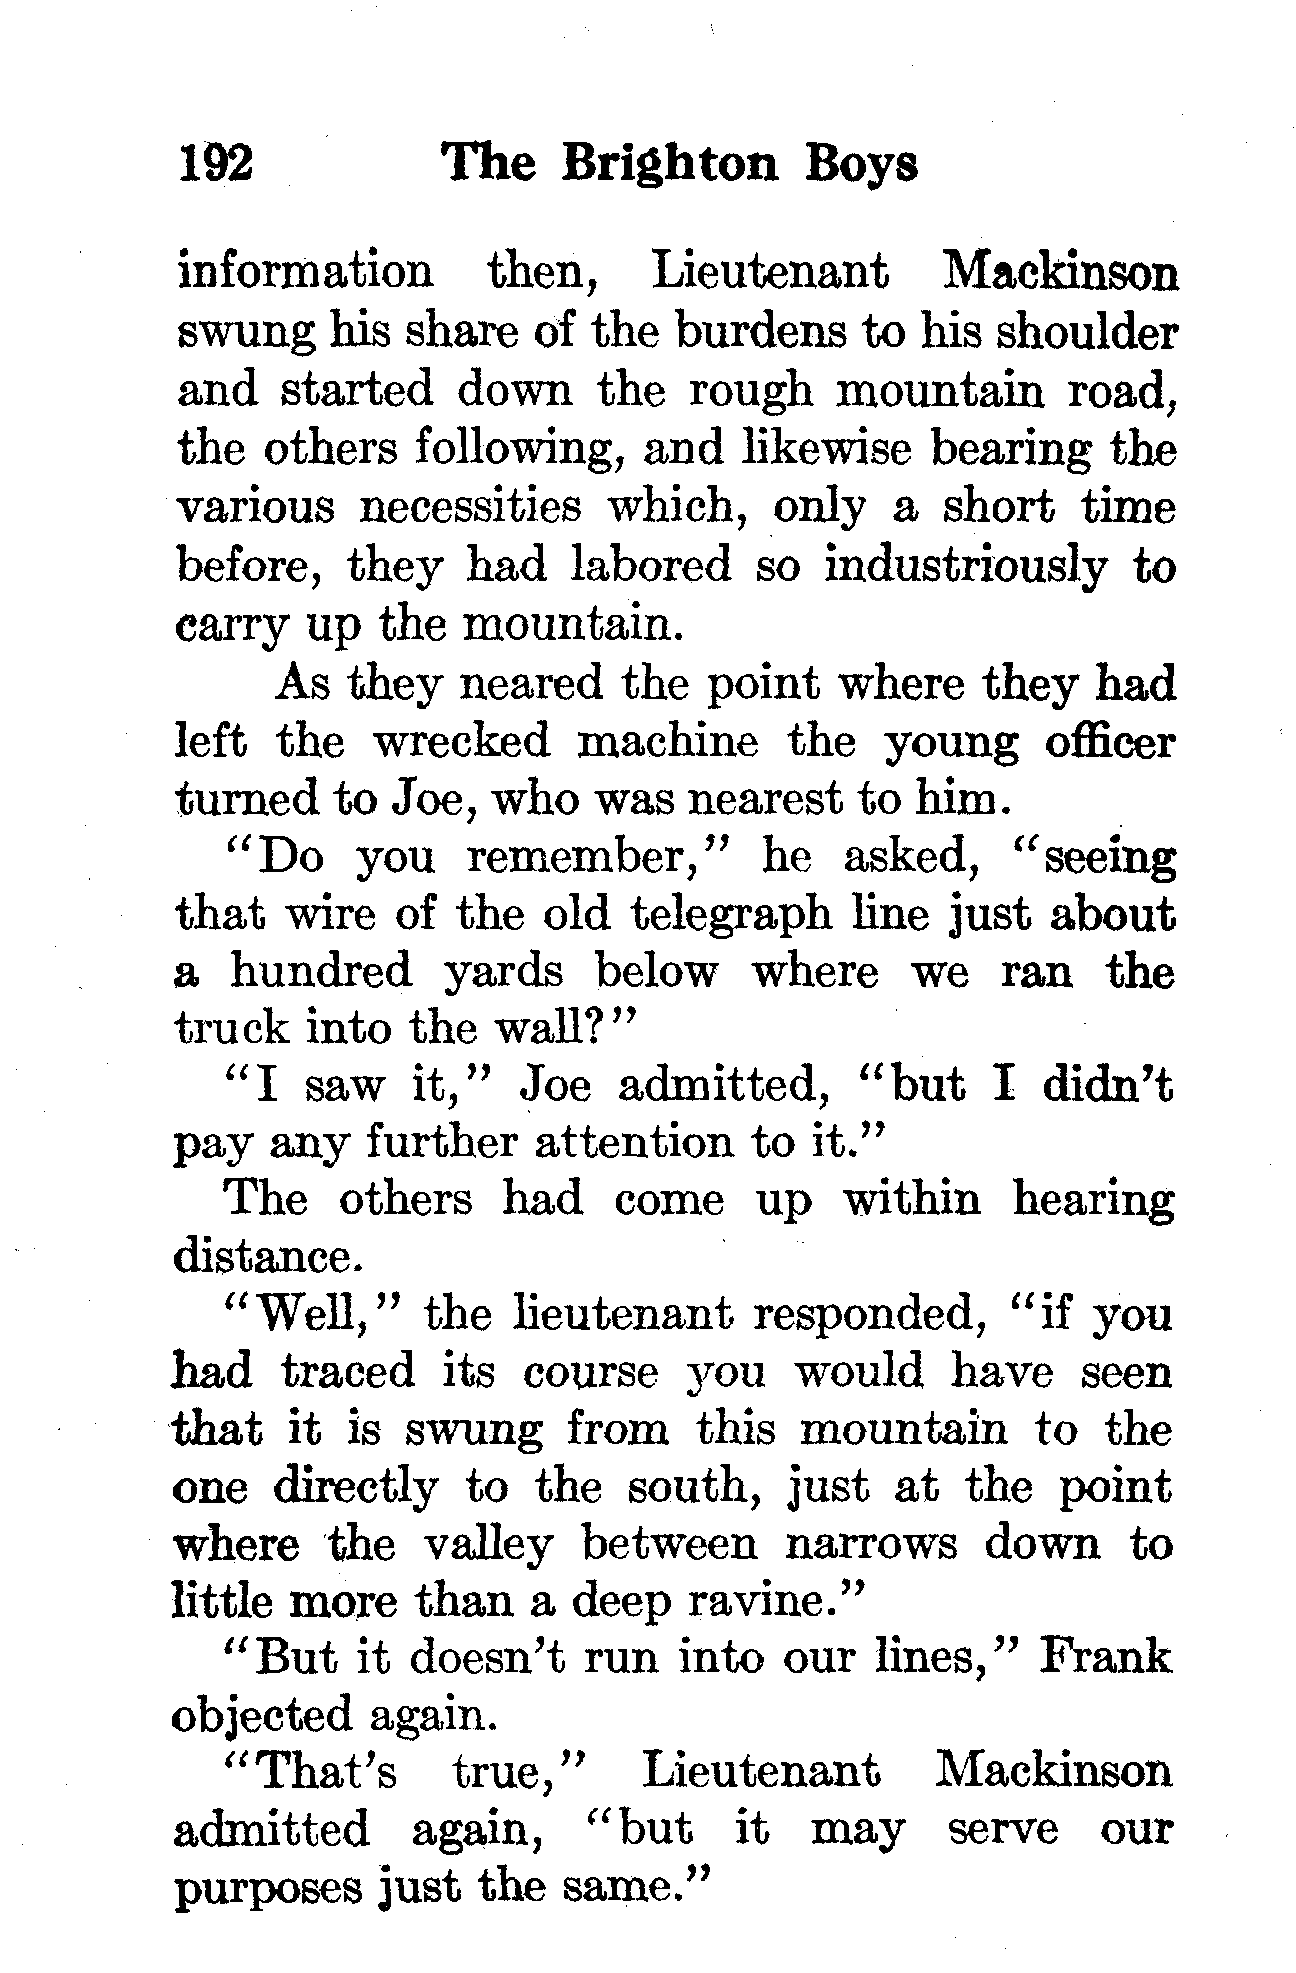 192 The Brighton Boys
information then, Lieutenant Mackinson
swung his share of the burdens to his shoulder
and started down the rough mountain road,
the others following, and likewise bearing the
various necessities which, only a short time
before, they had labored so industriously to
carry up the mountain.
As they neared the point where they had
left the wrecked machine the young officer
turned to Joe, who was nearest to him.
“Do you remember,” he asked, “seeing
that wire of the old telegraph line just about
a hundred yards below where we ran the
truck into the wall?”
“I saw it,” Joe admitted, “but I didn’t
pay any further attention to it.”
The others had come up within hearing
distance.
“Well,” the lieutenant responded, “if you
had traced its course you would have seen
that it is swung from this mountain to the
one directly to the south, just at the point
where the valley between narrows down to
little more than a deep ravine.”
“But it doesn’t run into our lines,” Frank
objected again.
“That’s true,” Lieutenant Mackinson
admitted again, “but it may serve our
purposes just the same.”